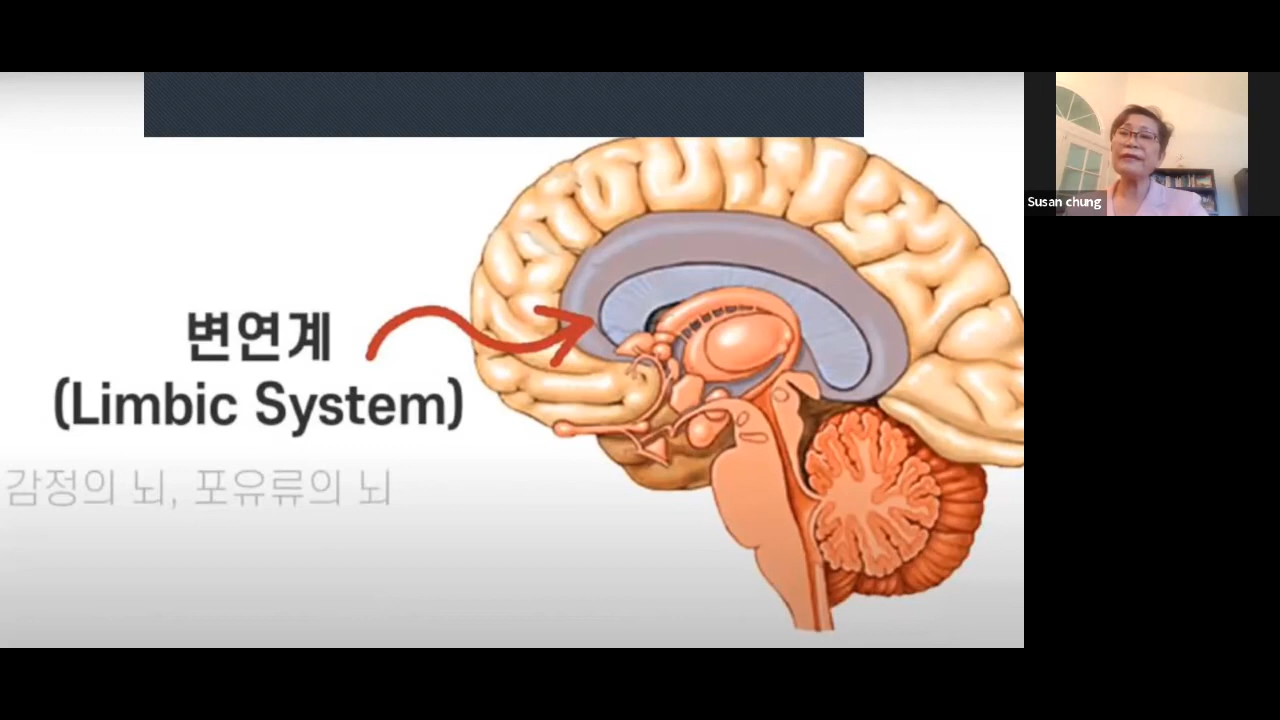 변연계
(Limbic System)
감정의 뇌, 포유류의 뇌
Susan chung